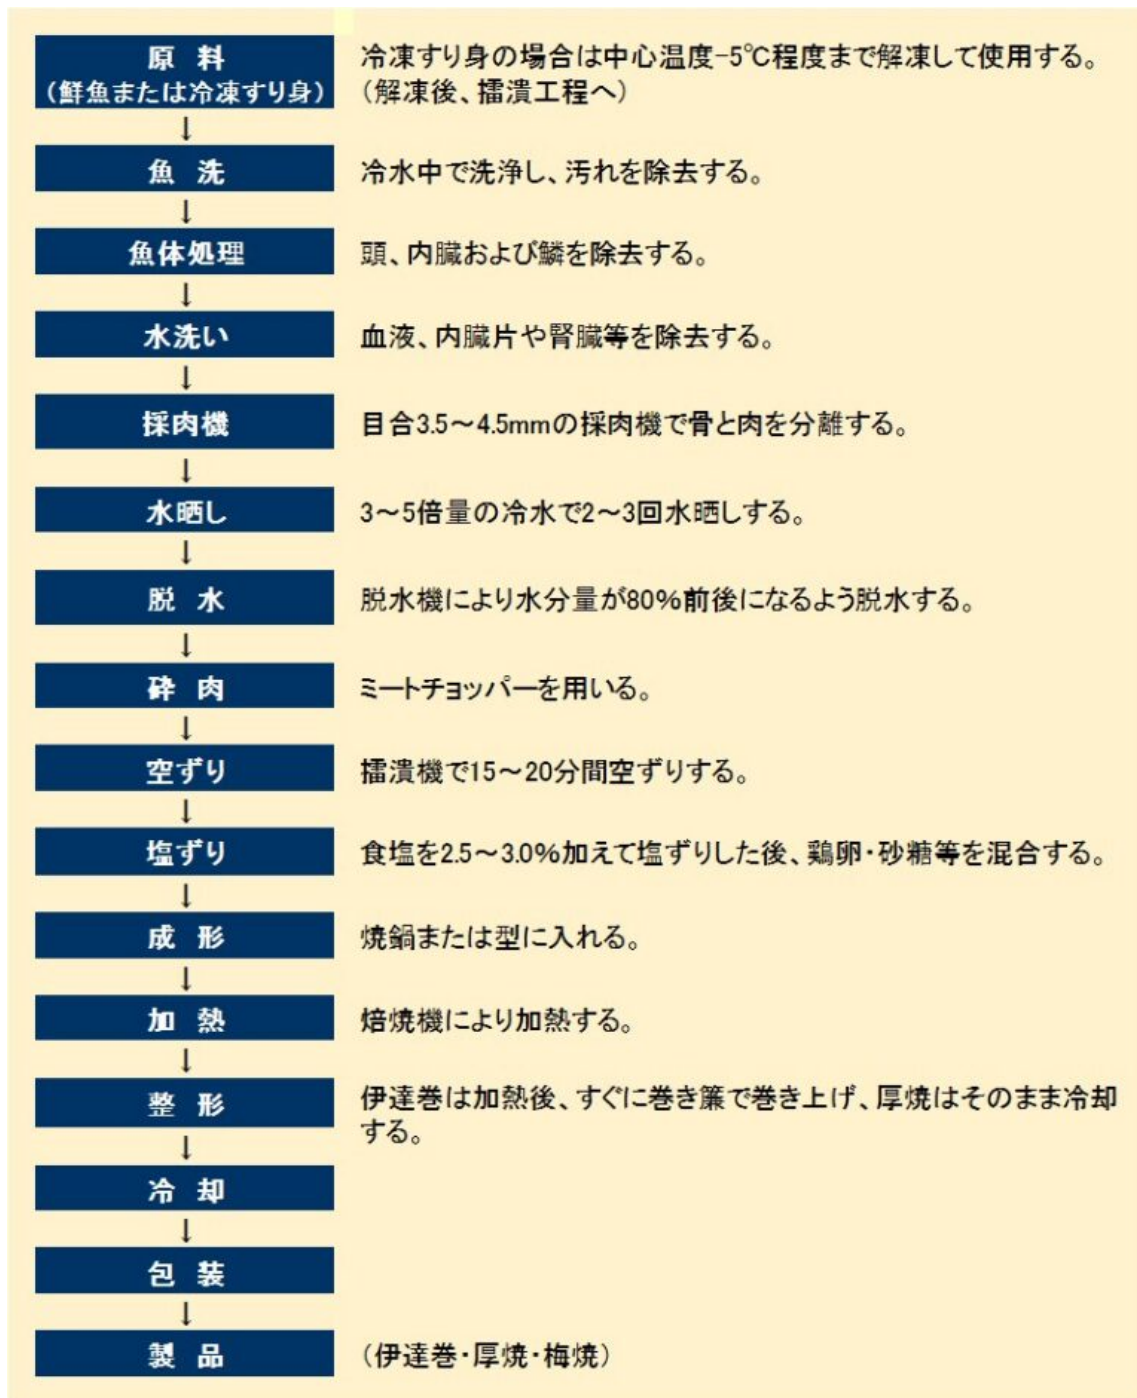 原 料
(鮮魚または冷凍すり身)
冷凍すり身の場合は中心温度-5℃程度まで解凍して使用する。
(解凍後、擂潰工程へ)
↓
魚 洗
冷水中で洗浄し、汚れを除去する。
↓
魚体処理
頭、内臓および鱗を除去する。
↓
水洗い
血液、内臓片や腎臓等を除去する。
↓
採肉機
目合3.5～4.5mmの採肉機で骨と肉を分離する。
↓
水晒し
3～5倍量の冷水で2～3回水晒しする。
↓
脱 水
脱水機により水分量が80%前後になるよう脱水する。
↓
砕 肉
ミートチョッパーを用いる。
↓
空ずり
擂潰機で15～20分間空ずりする。
↓
塩ずり
食塩を2.5～3.0%加えて塩ずりした後、鶏卵・砂糖等を混合する。
↓
成 形
焼鍋または型に入れる。
↓
加 熱
焙焼機により加熱する。
↓
整 形
伊達巻は加熱後、すぐに巻き簾で巻き上げ、厚焼はそのまま冷却
する。
↓
冷 却
↓
包 装
↓
製 品
(伊達巻・厚焼・梅焼)